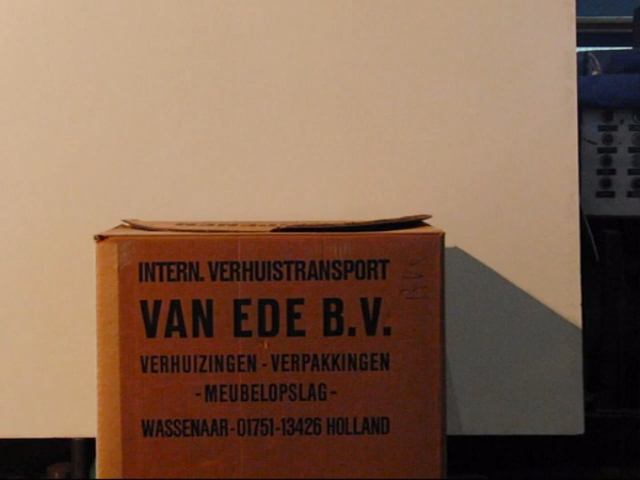 INTERN. VERHUISTRANSPORT
VAN EDE B.V.
VERHUIZINGEN - VERPAKKINGEN
- MEUBELOPSLAG -
WASSENAAR - 01751 - 13426 HOLLAND